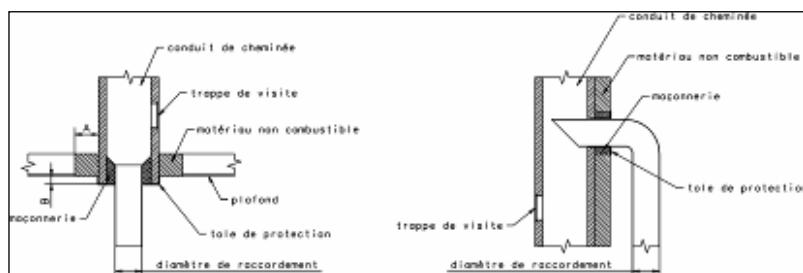 conduit de cheminée
trappe de visite
matériau non combustible
A
B
plafond
maçonnerie
tole de protection
diamètre de raccordement
conduit de cheminée
matériau non combustible
maçonnerie
tole de protection
trappe de visite
diamètre de raccordement